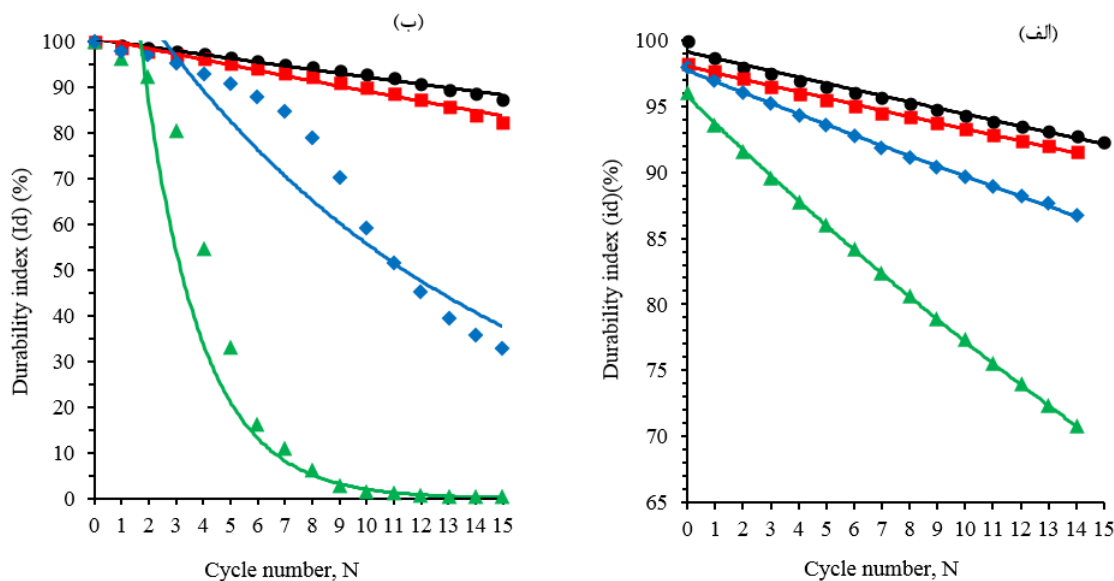 (ب)
Durability index (Id) (%)
100
90
80
70
60
50
40
30
20
10
0
0 1 2 3 4 5 6 7 8 9 10 11 12 13 14 15
Cycle number, N
(الف)
Durability index (id)(%)
100
95
90
85
80
75
70
65
0 1 2 3 4 5 6 7 8 9 10 11 12 13 14 15
Cycle number, N